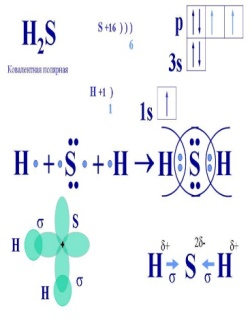 H₂S
Ковалентная полярная
S +16 ) ) )
6
p
↑↓ ↑ ↑
3s
↑↓
H +1 )
1
1s
↑
H· + ·S· + ·H → H:S:H
σ S
H
σ
H
δ+ 2δ- δ+
H → S ← H
σ σ